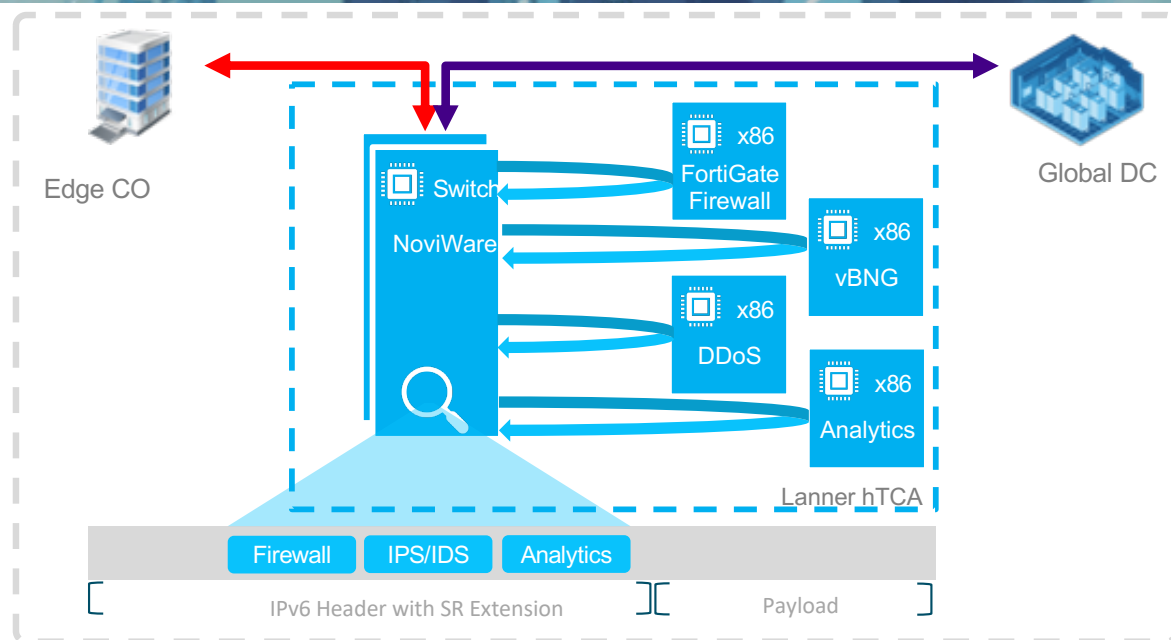 Edge CO
Global DC
Switch
NoviWare
x86
FortiGate
Firewall
x86
vBNG
x86
DDoS
x86
Analytics
Lanner hTCA
Firewall
IPS/IDS
Analytics
IPv6 Header with SR Extension
Payload